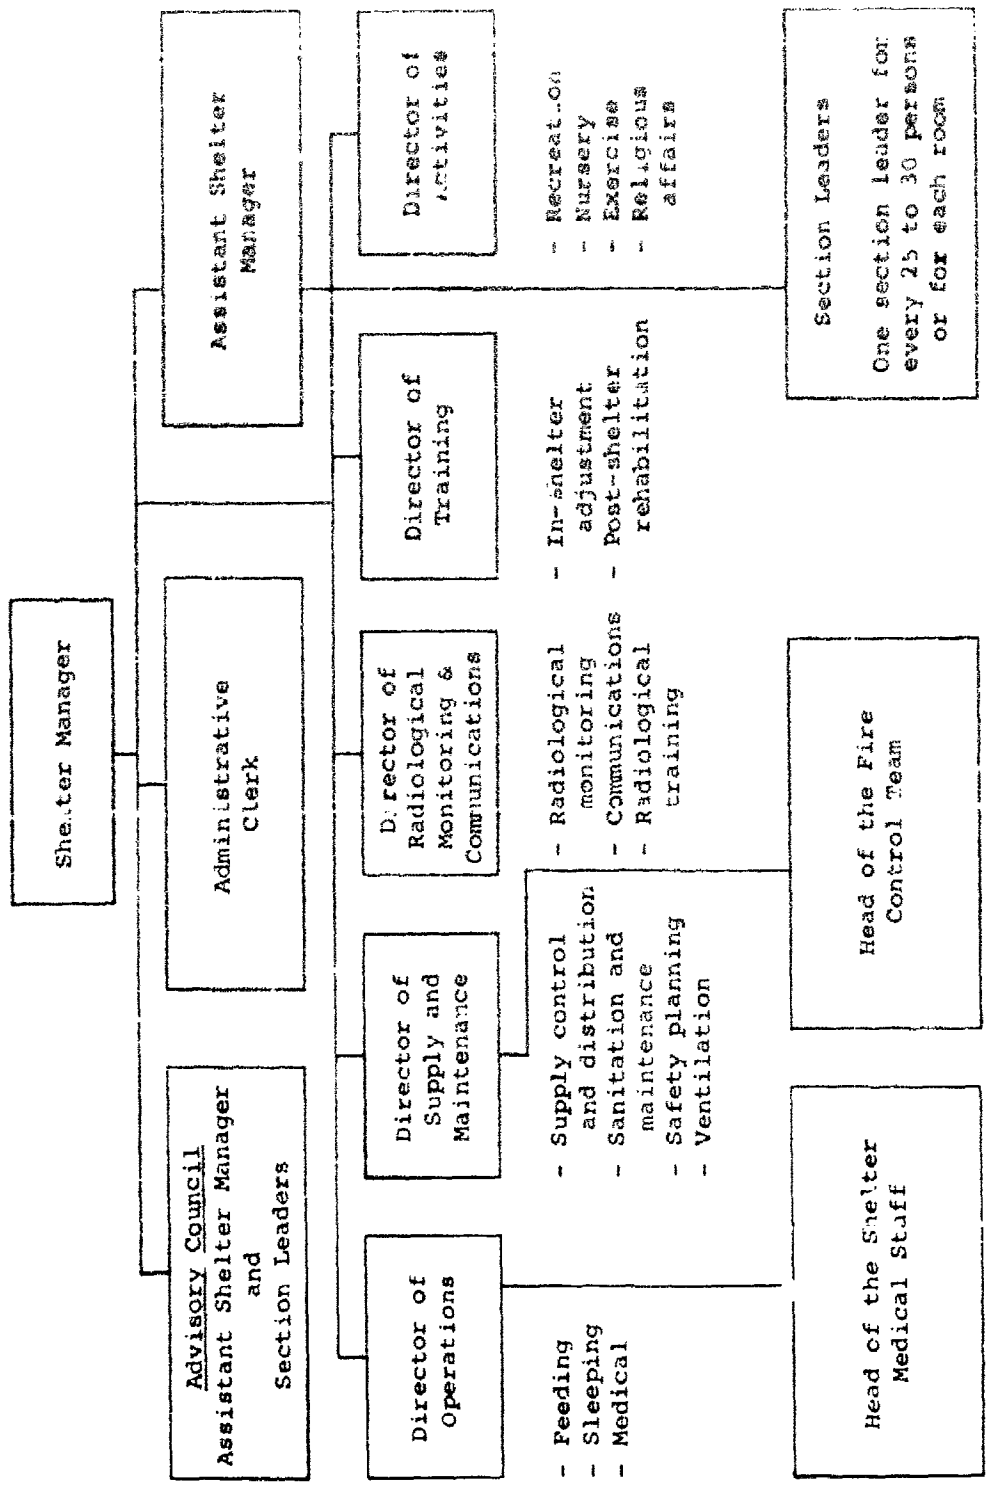 Shelter Manager
Advisory Council
Assistant Shelter Manager
and
Section Leaders
Administrative
Clerk
Assistant Shelter
Manager
Director of
Operations
- Feeding
- Sleeping
- Medical
Director of
Supply and
Maintenance
- Supply control
and distribution
- Sanitation and
maintenance
- Safety planning
- Ventilation
Director of
Radiological
Monitoring &
Communications
- Radiological
monitoring
- Communications
- Radiological
training
Director of
Training
- In-shelter
adjustment
- Post-shelter
rehabilitation
Director of
Activities
- Recreation
- Nursery
- Exercise
- Religious
affairs
Head of the Shelter
Medical Staff
Head of the Fire
Control Team
Section Leaders
One section leader for
every 25 to 30 persons
or for each room